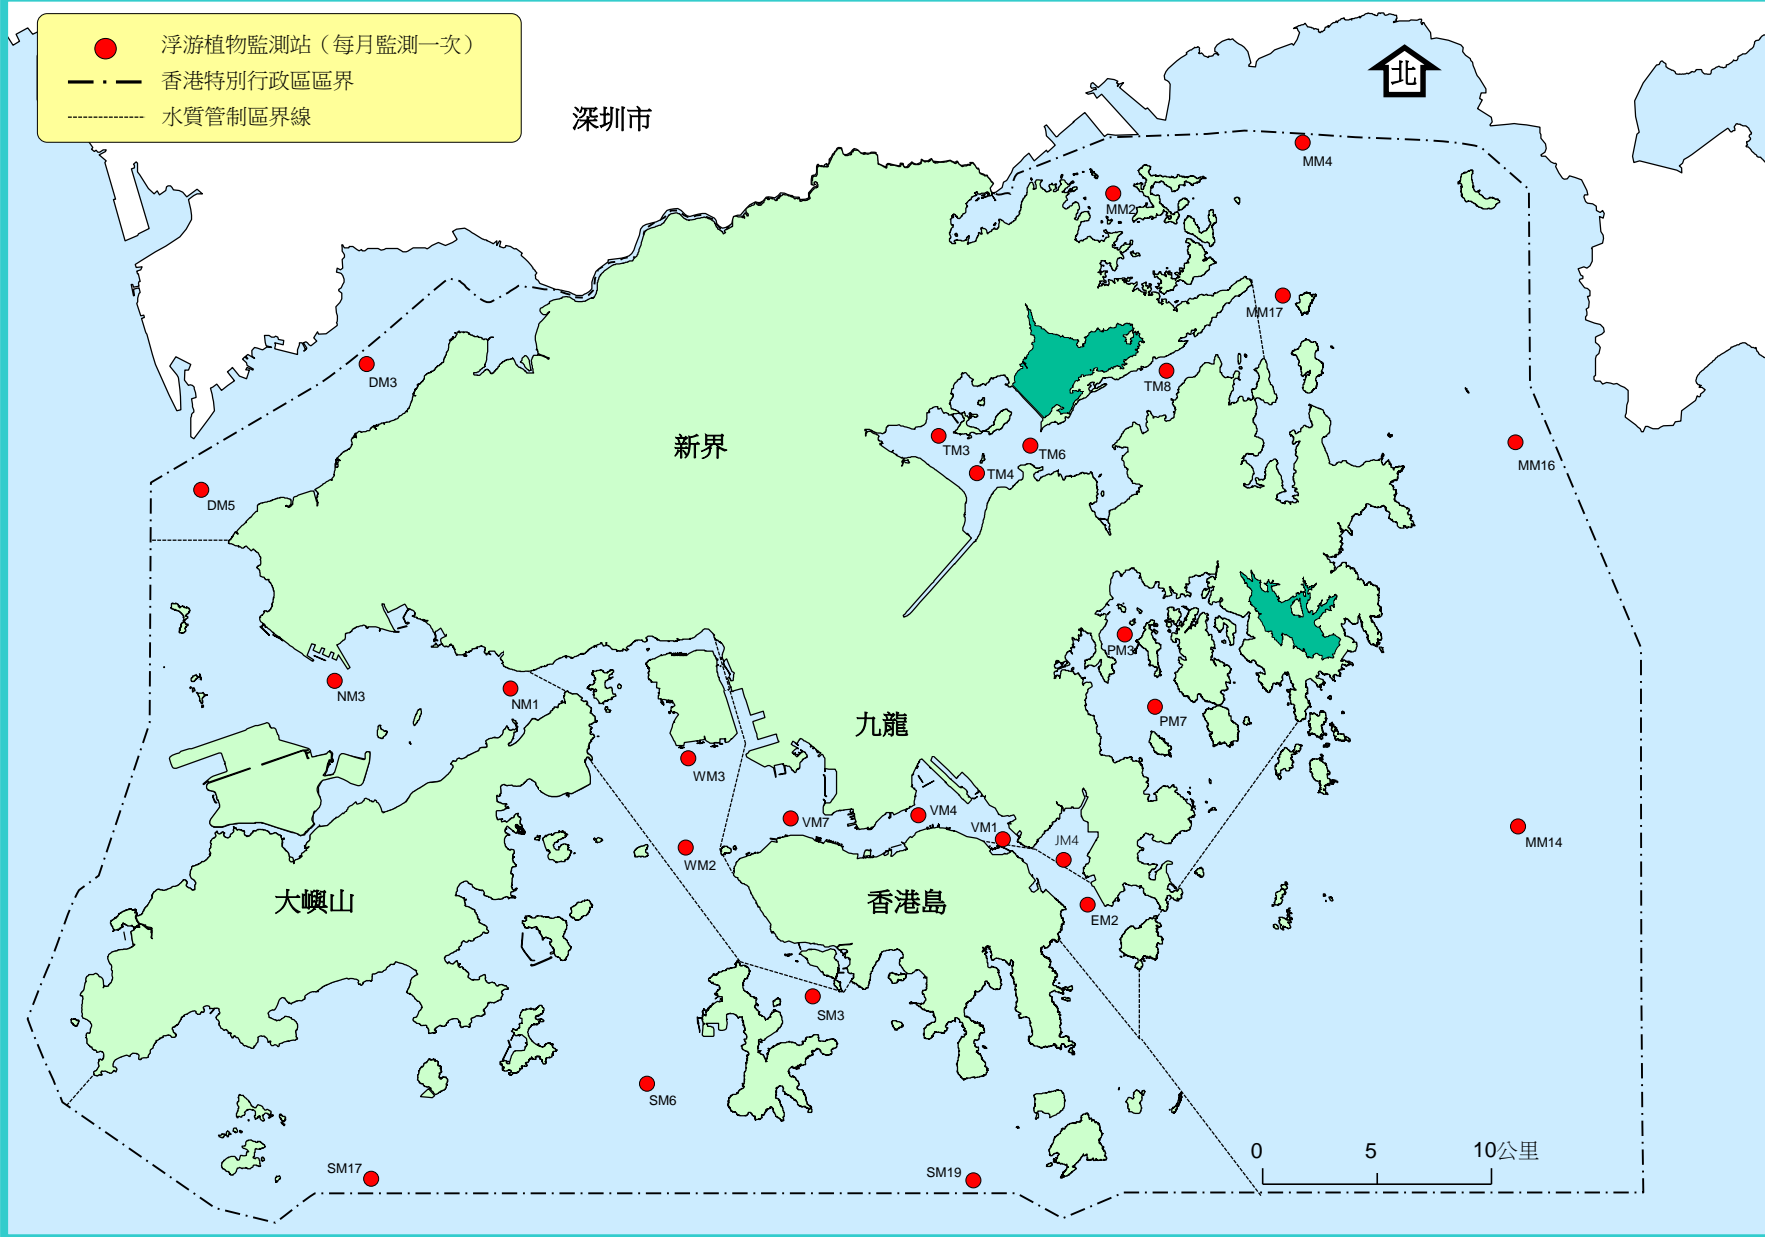 浮游植物監測站（每月監測一次）
香港特別行政區區界
水質管制區界線
北
深圳市
MM4
MM2
MM17
DM3
TM8
新界
TM3
TM6
MM16
TM4
DM5
PM3
NM3
NM1
PM7
九龍
WM3
VM7
VM4
VM1
JM4
MM14
WM2
大嶼山
香港島
EM2
SM3
SM6
0 5 10公里
SM17
SM19